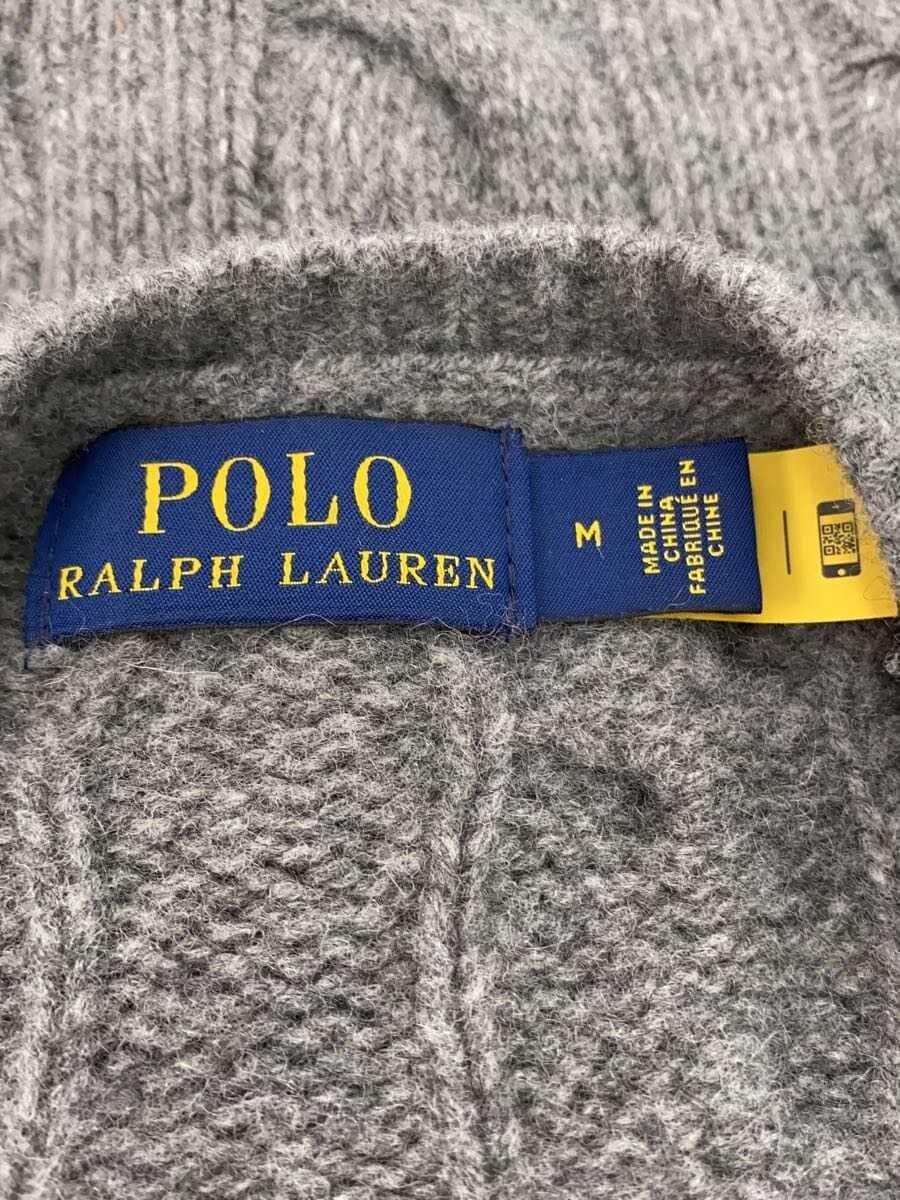 POLO
RALPH LAUREN
M
MADE IN
CHINA
FABRIQUÉ EN
CHINE